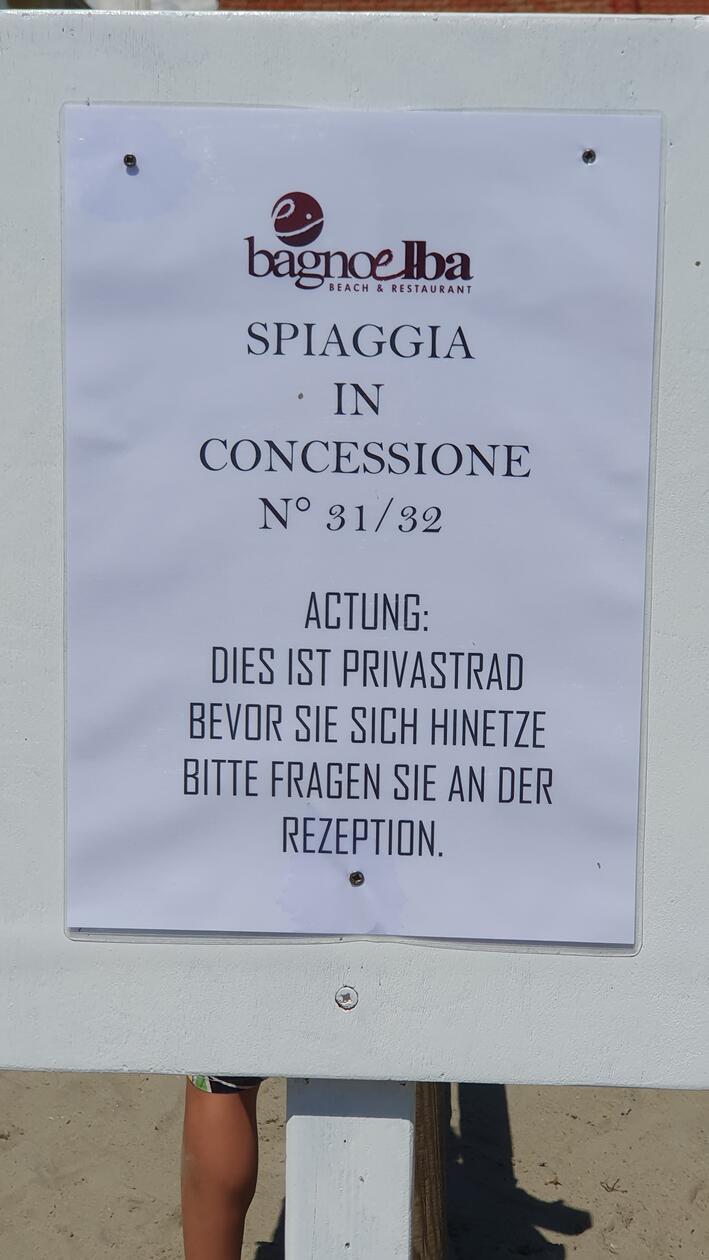 bagnoelba
BEACH & RESTAURANT
SPIAGGIA
IN
CONCESSIONE
N° 31/32
ACTUNG:
DIES IST PRIVASTRAD
BEVOR SIE SICH HINETZE
BITTE FRAGEN SIE AN DER
REZEPTION.